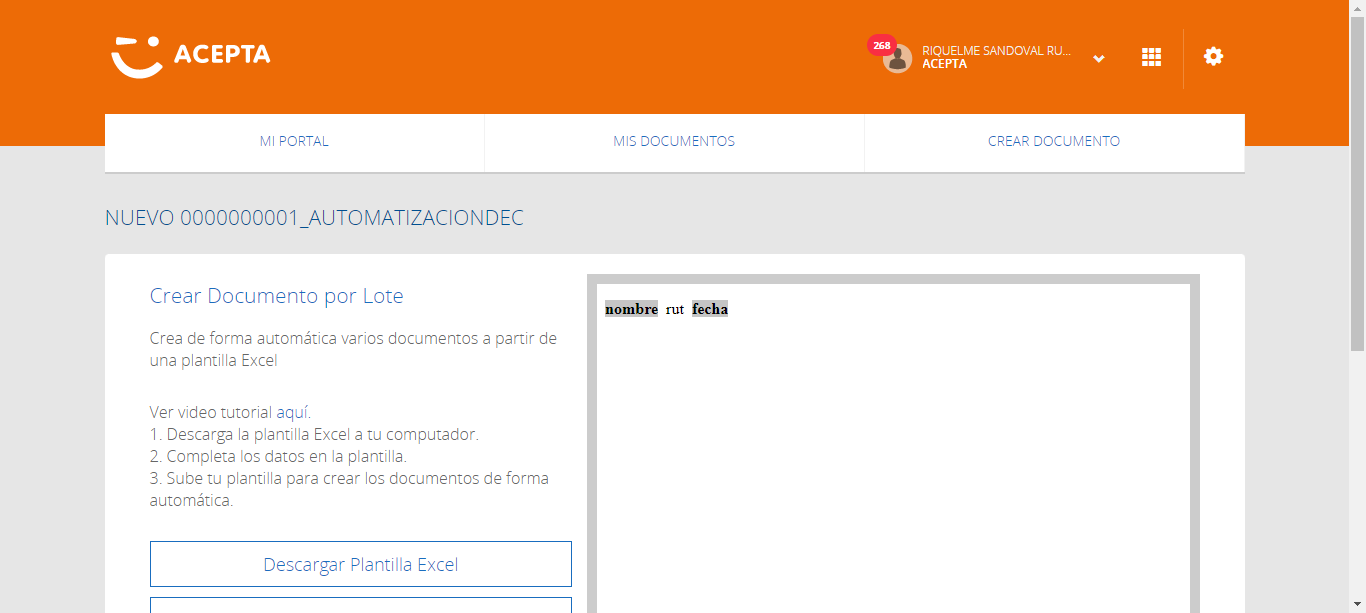 ACEPTA
268
RIQUELME SANDOVAL RU...
ACEPTA
MI PORTAL
MIS DOCUMENTOS
CREAR DOCUMENTO
NUEVO 0000000001_AUTOMATIZACIONDEC
Crear Documento por Lote
Crea de forma automática varios documentos a partir de
una plantilla Excel
Ver video tutorial aquí.
1. Descarga la plantilla Excel a tu computador.
2. Completa los datos en la plantilla.
3. Sube tu plantilla para crear los documentos de forma
automática.
Descargar Plantilla Excel
nombre rut fecha